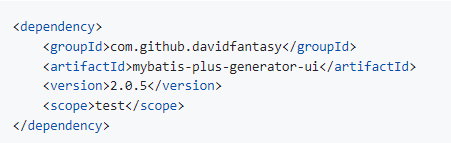 <dependency>
    <groupId>com.github.davidfantasy</groupId>
    <artifactId>mybatis-plus-generator-ui</artifactId>
    <version>2.0.5</version>
    <scope>test</scope>
</dependency>